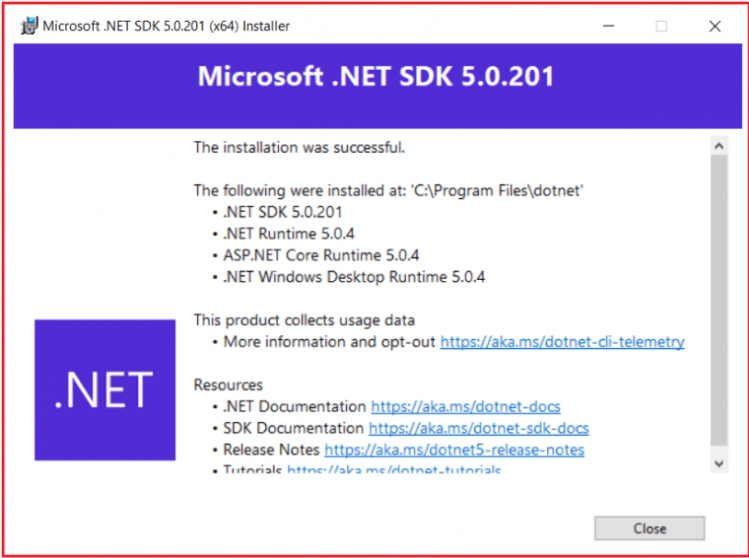 Microsoft .NET SDK 5.0.201 (x64) Installer
Microsoft .NET SDK 5.0.201
The installation was successful.
The following were installed at: 'C:\Program Files\dotnet'
• .NET SDK 5.0.201
• .NET Runtime 5.0.4
• ASP.NET Core Runtime 5.0.4
• .NET Windows Desktop Runtime 5.0.4
This product collects usage data
• More information and opt-out https://aka.ms/dotnet-cli-telemetry
.NET
Resources
• .NET Documentation https://aka.ms/dotnet-docs
• SDK Documentation https://aka.ms/dotnet-sdk-docs
• Release Notes https://aka.ms/dotnet5-release-notes
• Tutorials https://aka.ms/dotnet-tutorials
Close